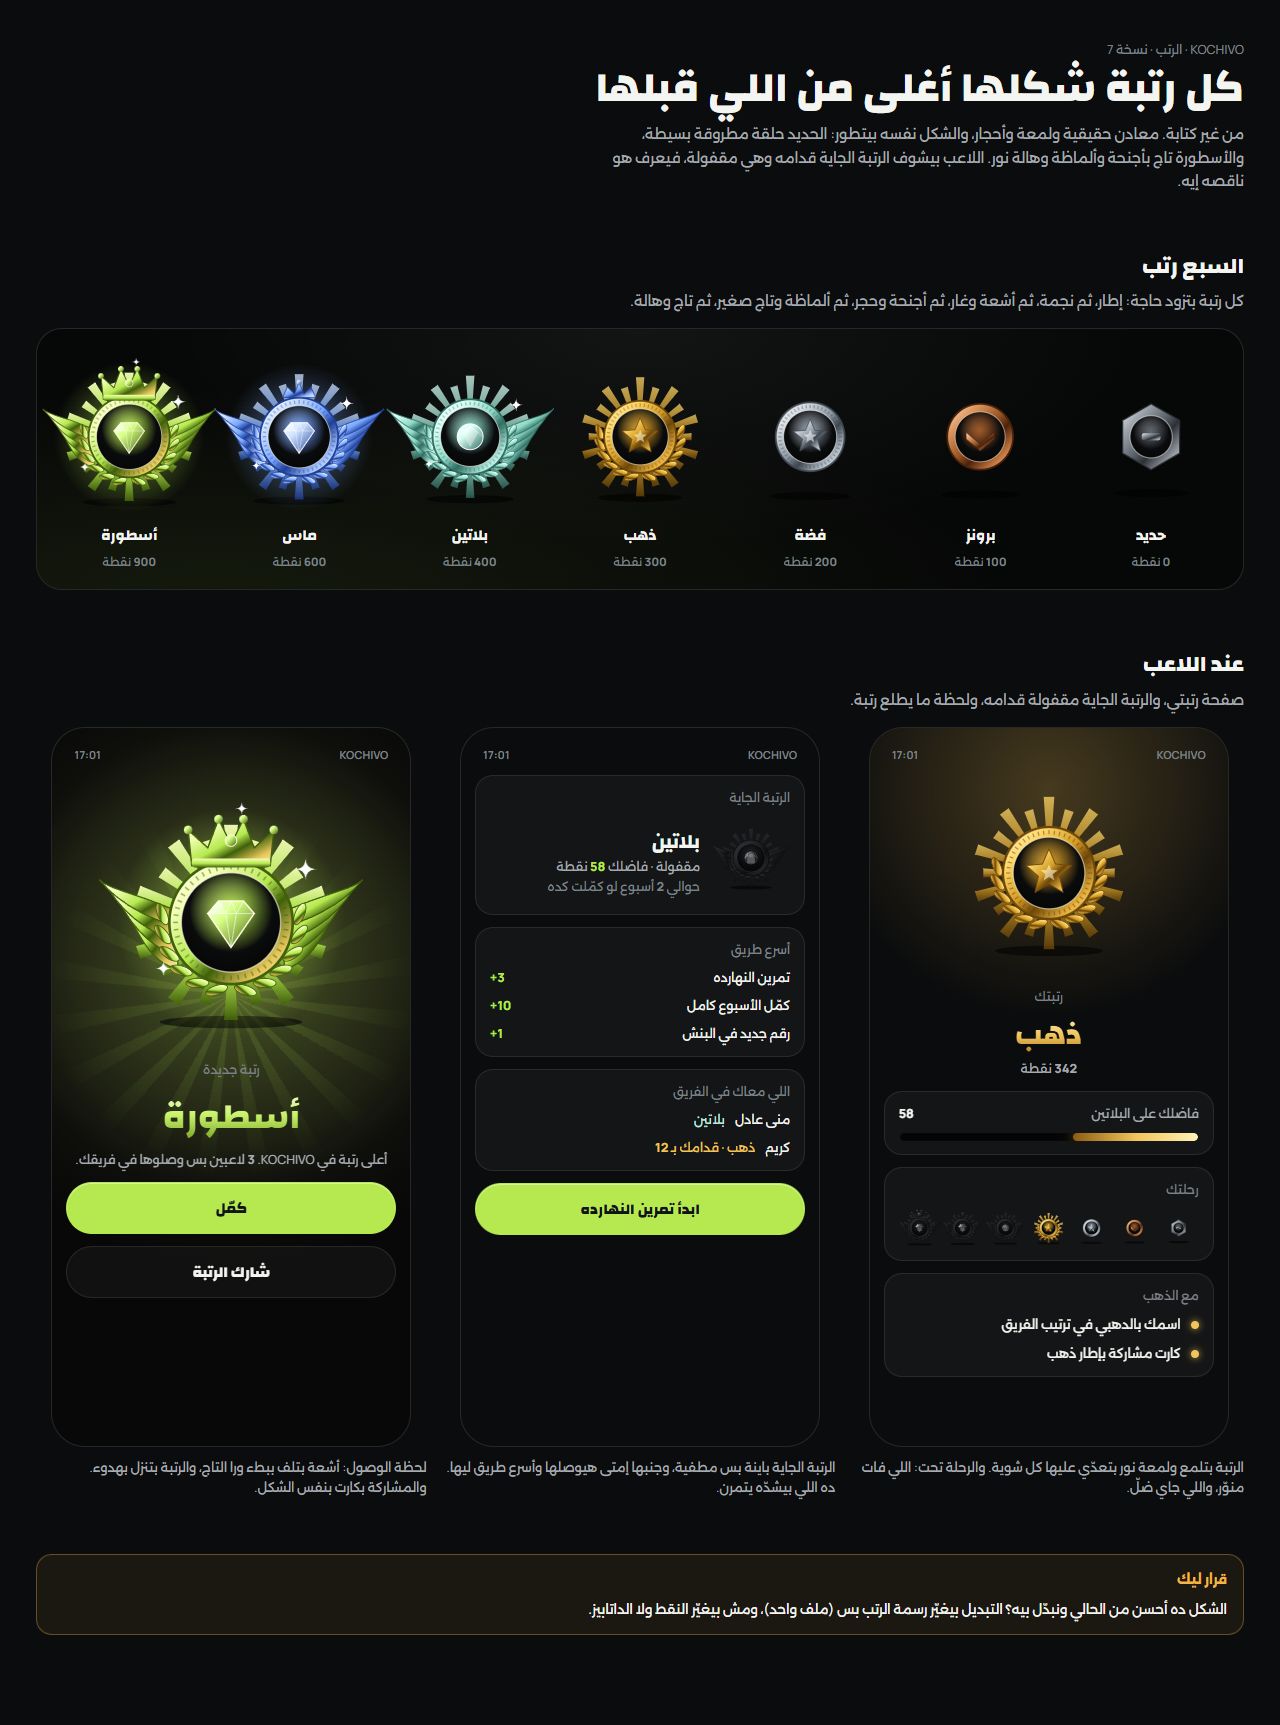 KOCHIVO · الرتب · نسخة 7
كل رتبة شكلها أغلى من اللي قبلها
من غير كتابة. معادن حقيقية ولمعة وأحجار، والشكل نفسه بيتطور: الحديد حلقة مطروقة بسيطة،
والأسطورة تاج بأجنحة وألماظة وهالة نور. اللاعب بيشوف الرتبة الجاية قدامه وهي مقفولة، فيعرف هو
ناقصه إيه.
السبع رتب
كل رتبة بتزود حاجة: إطار، ثم نجمة، ثم أشعة وغار، ثم أجنحة وحجر، ثم ألماظة وتاج صغير، ثم تاج وهالة.
حديد
0 نقطة
برونز
100 نقطة
فضة
200 نقطة
ذهب
300 نقطة
بلاتين
400 نقطة
ماس
600 نقطة
أسطورة
900 نقطة
عند اللاعب
صفحة رتبتي، والرتبة الجاية مقفولة قدامه، ولحظة ما يطلع رتبة.
KOCHIVO
17:01
رتبتك
ذهب
342 نقطة
فاضلك على البلاتين
58
رحلتك
مع الذهب
اسمك بالدهبي في ترتيب الفريق
كارت مشاركة بإطار ذهب
الرتبة بتلمع ولمعة نور بتعدّي عليها كل شوية. والرحلة تحت: اللي فات
منوّر، واللي جاي ضلّ.
KOCHIVO
17:01
الرتبة الجاية
بلاتين
مقفولة · فاضلك 58 نقطة
حوالي 2 أسبوع لو كمّلت كده
أسرع طريق
تمرين النهارده
+3
كمّل الأسبوع كامل
+10
رقم جديد في البنش
+1
اللي معاك في الفريق
منى عادل بلاتين
كريم ذهب · قدامك بـ 12
ابدأ تمرين النهارده
الرتبة الجاية باينة بس مطفية، وجنبها إمتى هيوصلها وأسرع طريق ليها.
ده اللي بيشدّه يتمرن.
KOCHIVO
17:01
رتبة جديدة
أسطورة
أعلى رتبة في KOCHIVO. 3 لاعبين بس وصلوها في فريقك.
كمّل
شارك الرتبة
لحظة الوصول: أشعة بتلف ببطء ورا التاج، والرتبة بتنزل بهدوء.
والمشاركة بكارت بنفس الشكل.
قرار ليك
الشكل ده أحسن من الحالي ونبدّل بيه؟ التبديل بيغيّر رسمة الرتب بس (ملف واحد)، ومش بيغيّر النقط ولا الداتابيز.